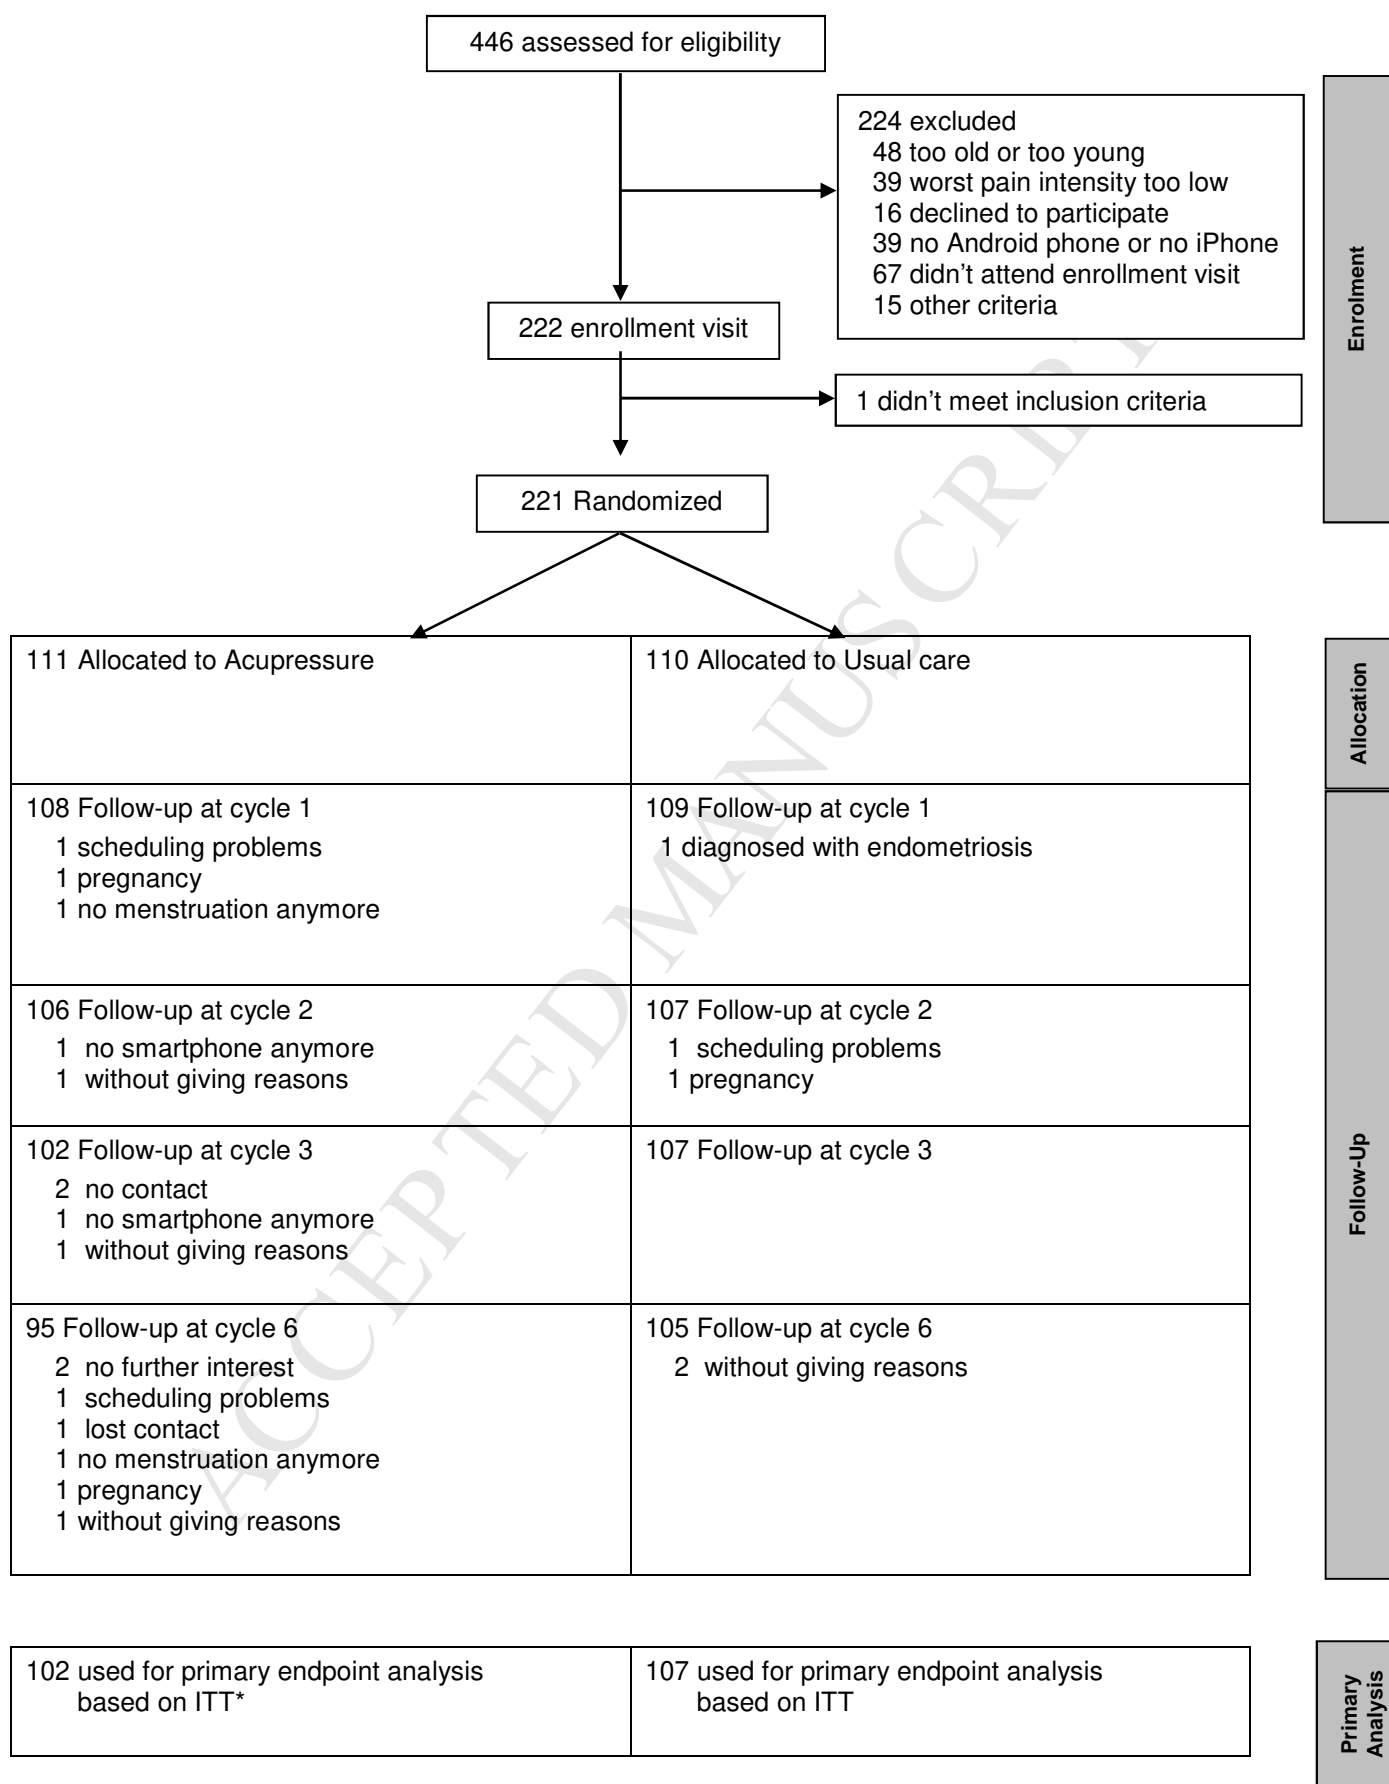 446 assessed for eligibility
224 excluded
48 too old or too young
39 worst pain intensity too low
16 declined to participate
39 no Android phone or no iPhone
67 didn't attend enrollment visit
15 other criteria
222 enrollment visit
1 didn't meet inclusion criteria
221 Randomized
Enrolment
111 Allocated to Acupressure
110 Allocated to Usual care
Allocation
108 Follow-up at cycle 1
1 scheduling problems
1 pregnancy
1 no menstruation anymore
109 Follow-up at cycle 1
1 diagnosed with endometriosis
106 Follow-up at cycle 2
1 no smartphone anymore
1 without giving reasons
107 Follow-up at cycle 2
1 scheduling problems
1 pregnancy
102 Follow-up at cycle 3
2 no contact
1 no smartphone anymore
1 without giving reasons
107 Follow-up at cycle 3
95 Follow-up at cycle 6
2 no further interest
1 scheduling problems
1 lost contact
1 no menstruation anymore
1 pregnancy
1 without giving reasons
105 Follow-up at cycle 6
2 without giving reasons
Follow-Up
102 used for primary endpoint analysis
based on ITT*
107 used for primary endpoint analysis
based on ITT
Primary
Analysis
ACCEPTED MANUSCRIPT